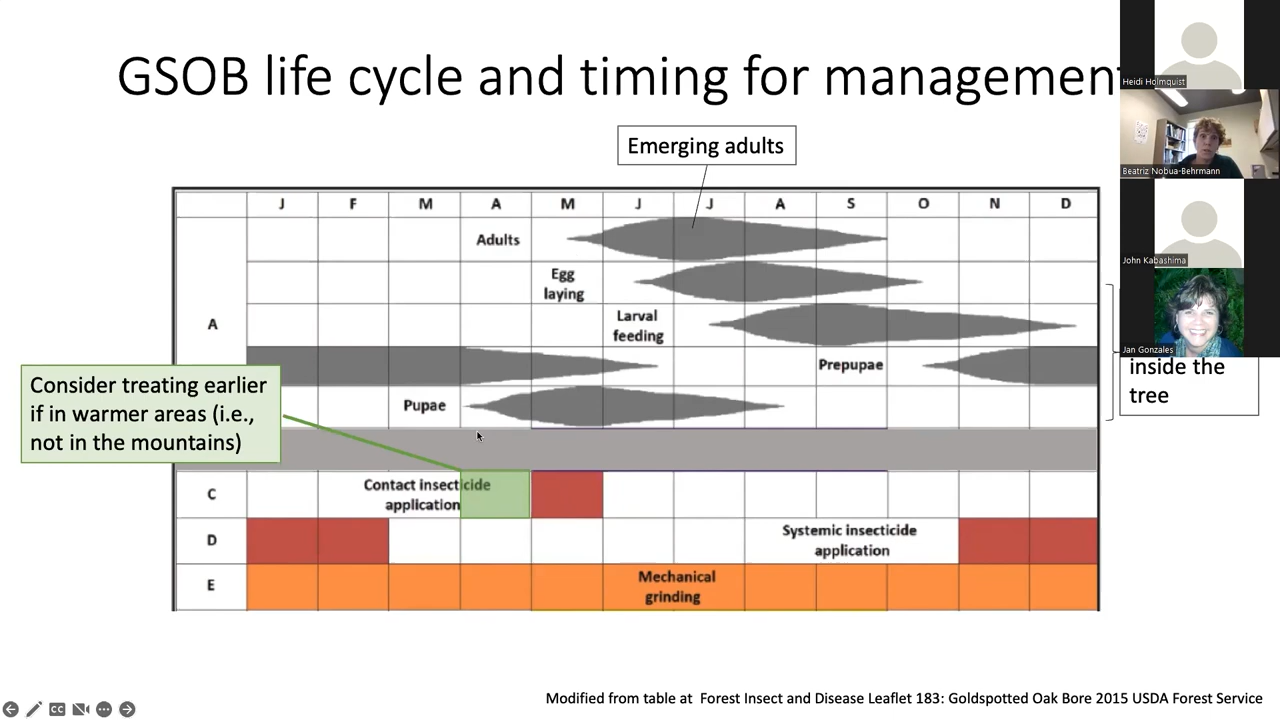 GSOB life cycle and timing for management
Heidi Holmquist
Beatriz Nobua-Behrmann
John Kabashima
Jan Gonzales
Emerging adults
J F M A M J J A S O N D
Adults
Egg
laying
A
Larval
feeding
Prepupae
Pupae
inside the
tree
Consider treating earlier
if in warmer areas (i.e.,
not in the mountains)
C
Contact insecticide
application
D
Systemic insecticide
application
E
Mechanical
grinding
CC
Modified from table at Forest Insect and Disease Leaflet 183: Goldspotted Oak Bore 2015 USDA Forest Service